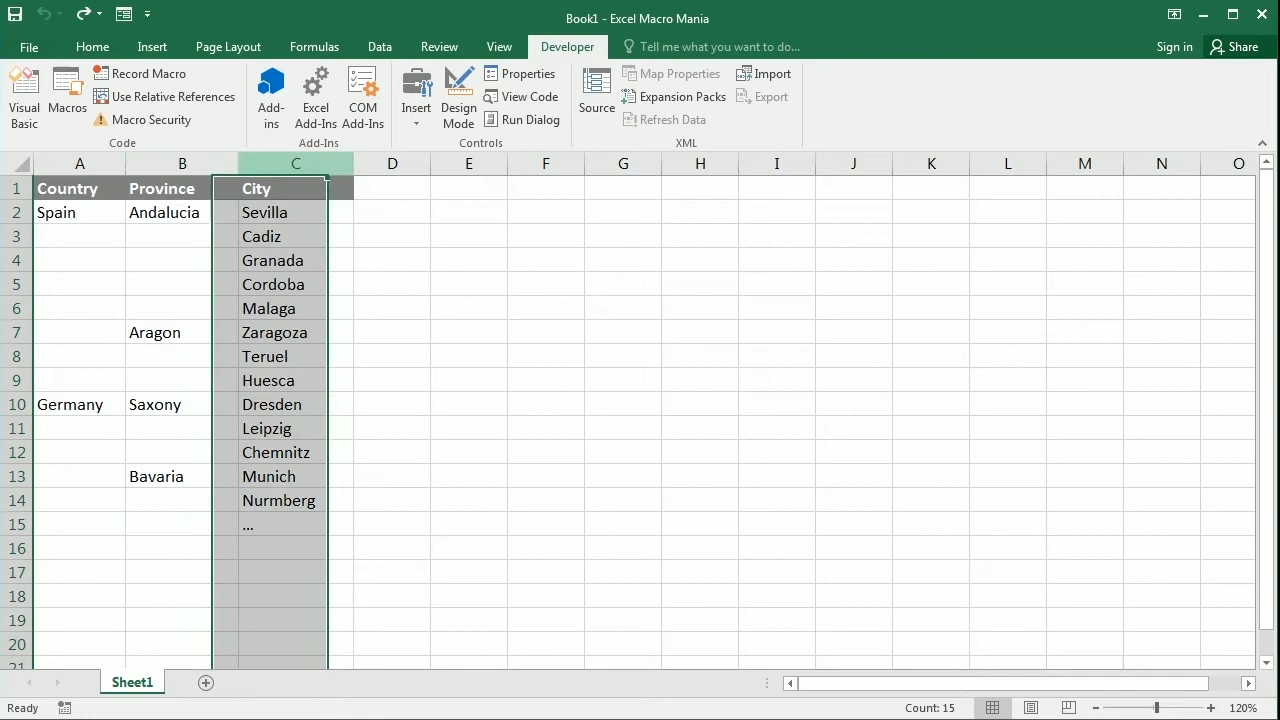 Book1 - Excel Macro Mania
File Home Insert Page Layout Formulas Data Review View Developer Tell me what you want to do... Sign in Share
Visual Basic
Macros
Record Macro
Use Relative References
Macro Security
Code
Add-ins
Excel Add-Ins
COM Add-Ins
Add-Ins
Insert
Design Mode
Properties
View Code
Run Dialog
Controls
Source
Map Properties
Expansion Packs
Refresh Data
Import
Export
XML
A B C D E F G H I J K L M N O
1 Country Province City
2 Spain Andalucia Sevilla
3 Cadiz
4 Granada
5 Cordoba
6 Malaga
7 Aragon Zaragoza
8 Teruel
9 Huesca
10 Germany Saxony Dresden
11 Leipzig
12 Chemnitz
13 Bavaria Munich
14 Nurmberg
15 ...
16
17
18
19
20
21
Sheet1
Ready Count: 15 120%